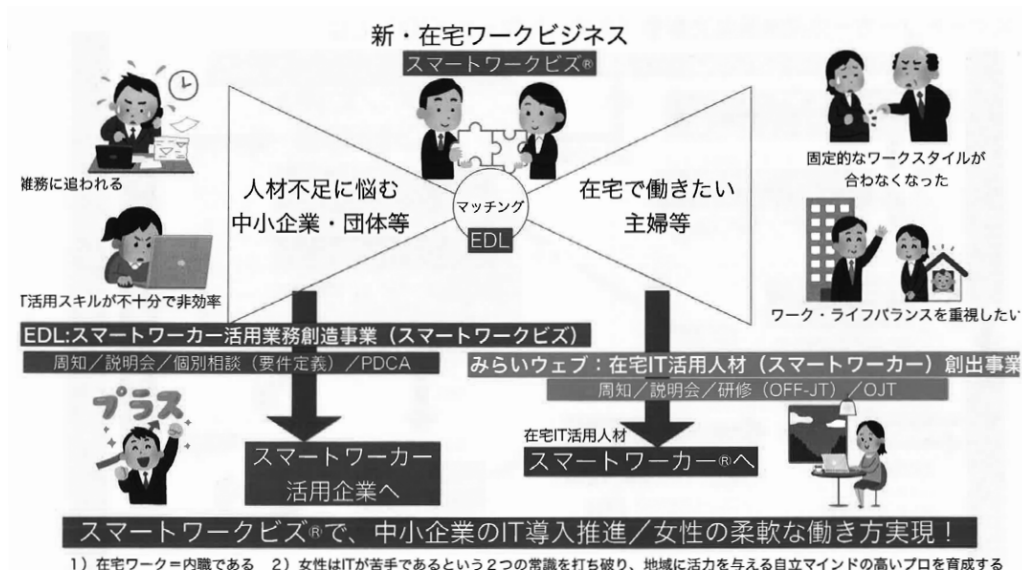 新・在宅ワークビジネス
スマートワークビズ®
雑務に追われる
人材不足に悩む
中小企業・団体等
マッチング
EDL
在宅で働きたい
主婦等
固定的なワークスタイルが
合わなくなった
T活用スキルが不十分で非効率
ワーク・ライフバランスを重視したい
EDL:スマートワーカー活用業務創造事業（スマートワークビズ）
周知／説明会／個別相談（要件定義）／PDCA
みらいウェブ：在宅IT活用人材（スマートワーカー）創出事業
周知／説明会／研修（OFF-JT）／OJT
プラス
スマートワーカー
活用企業へ
在宅IT活用人材
スマートワーカー®へ
スマートワークビズ®で、中小企業のIT導入推進／女性の柔軟な働き方実現！
1）在宅ワーク＝内職である　2）女性はITが苦手であるという2つの常識を打ち破り、地域に活力を与える自立マインドの高いプロを育成する